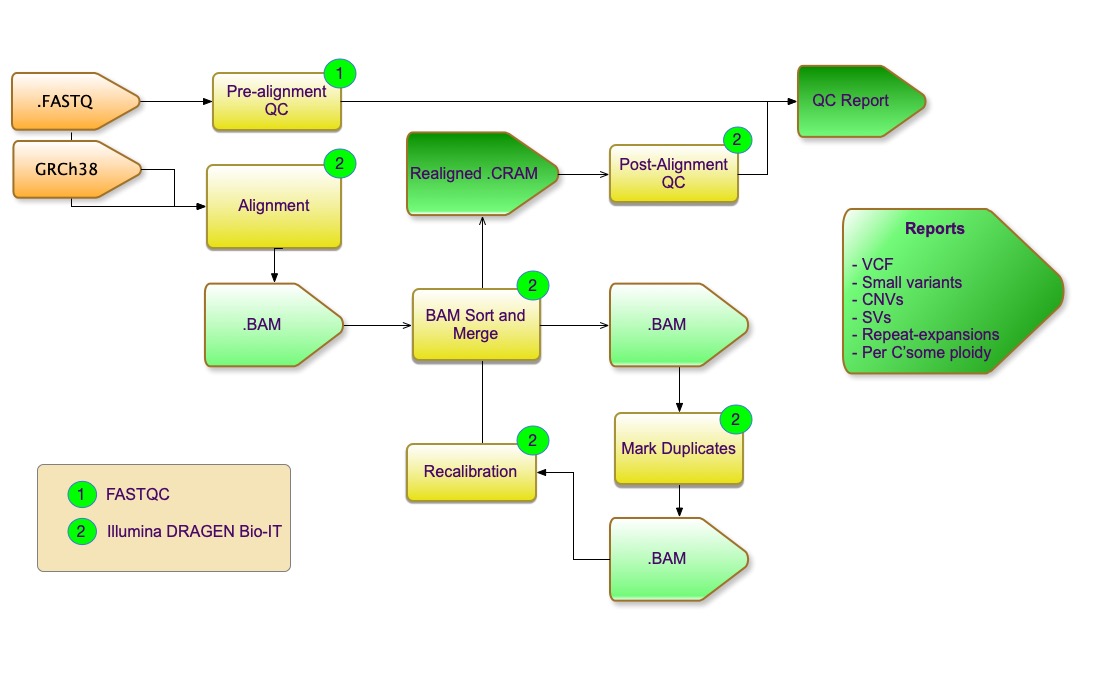 .FASTQ
1
Pre-alignment
QC
QC Report
GRCh38
2
Alignment
Realigned .CRAM
2
Post-Alignment
QC
Reports
- VCF
- Small variants
- CNVs
- SVs
- Repeat-expansions
- Per C'some ploidy
.BAM
2
BAM Sort and
Merge
.BAM
2
Recalibration
2
Mark Duplicates
.BAM
1 FASTQC
2 Illumina DRAGEN Bio-IT